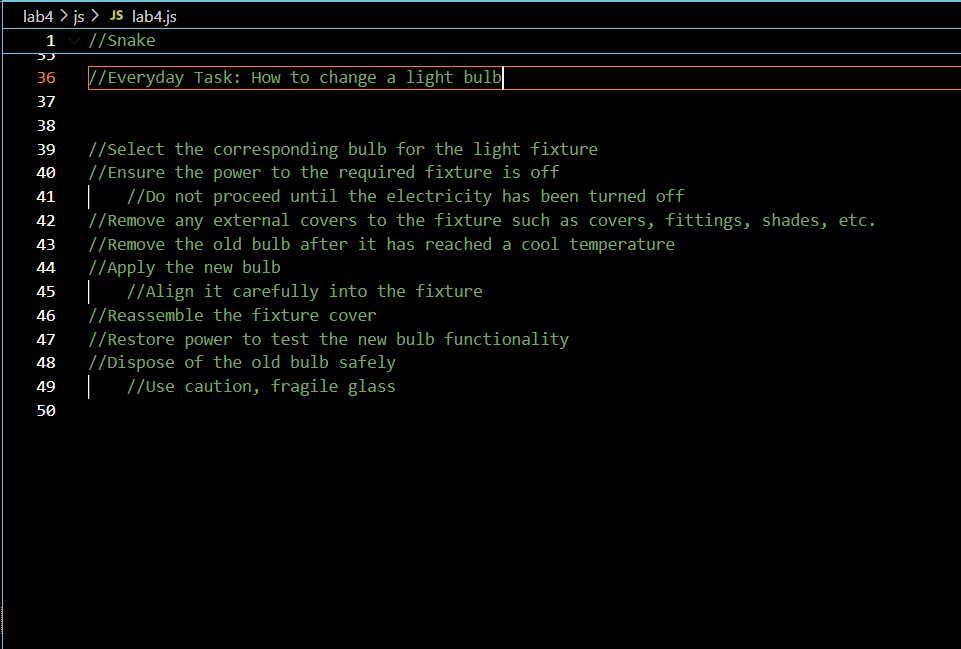 lab4 > js > JS lab4.js
1 //Snake
35
36 //Everyday Task: How to change a light bulb
37
38
39 //Select the corresponding bulb for the light fixture
40 //Ensure the power to the required fixture is off
41 //Do not proceed until the electricity has been turned off
42 //Remove any external covers to the fixture such as covers, fittings, shades, etc.
43 //Remove the old bulb after it has reached a cool temperature
44 //Apply the new bulb
45 //Align it carefully into the fixture
46 //Reassemble the fixture cover
47 //Restore power to test the new bulb functionality
48 //Dispose of the old bulb safely
49 //Use caution, fragile glass
50